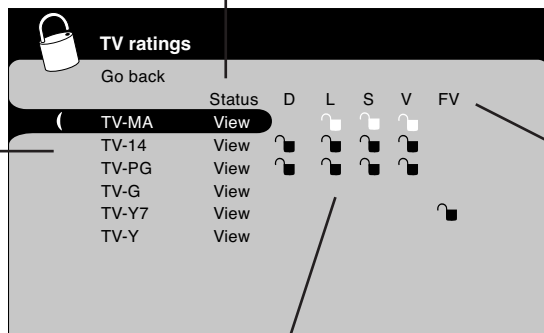 TV ratings
Go back
Status D L S V FV
TV-MA View
TV-14 View
TV-PG View
TV-G View
TV-Y7 View
TV-Y View